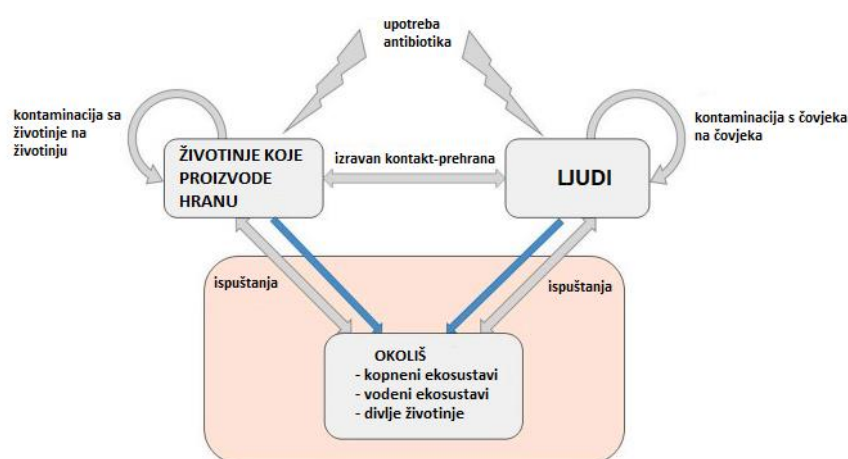 upotreba
antibiotika
kontaminacija sa
životinje na
životinju
kontaminacija s čovjeka
na čovjeka
ŽIVOTINJE KOJE
PROIZVODE
HRANU
izravan kontakt-prehrana
LJUDI
ispuštanja
ispuštanja
OKOLIŠ
- kopneni ekosustavi
- vodeni ekosustavi
- divlje životinje